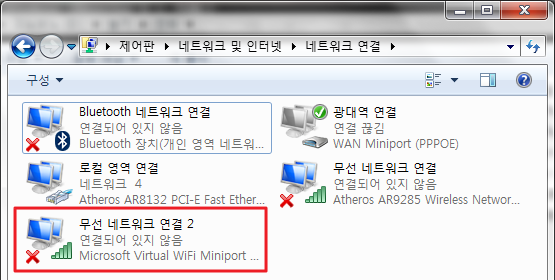 제어판 ▸ 네트워크 및 인터넷 ▸ 네트워크 연결 ▸
구성
Bluetooth 네트워크 연결
연결되어 있지 않음
Bluetooth 장치(개인 영역 네트워...
광대역 연결
연결 끊김
WAN Miniport (PPPOE)
로컬 영역 연결
네트워크 4
Atheros AR8132 PCI-E Fast Ether...
무선 네트워크 연결
연결되어 있지 않음
Atheros AR9285 Wireless Networ...
무선 네트워크 연결 2
연결되어 있지 않음
Microsoft Virtual WiFi Miniport ...